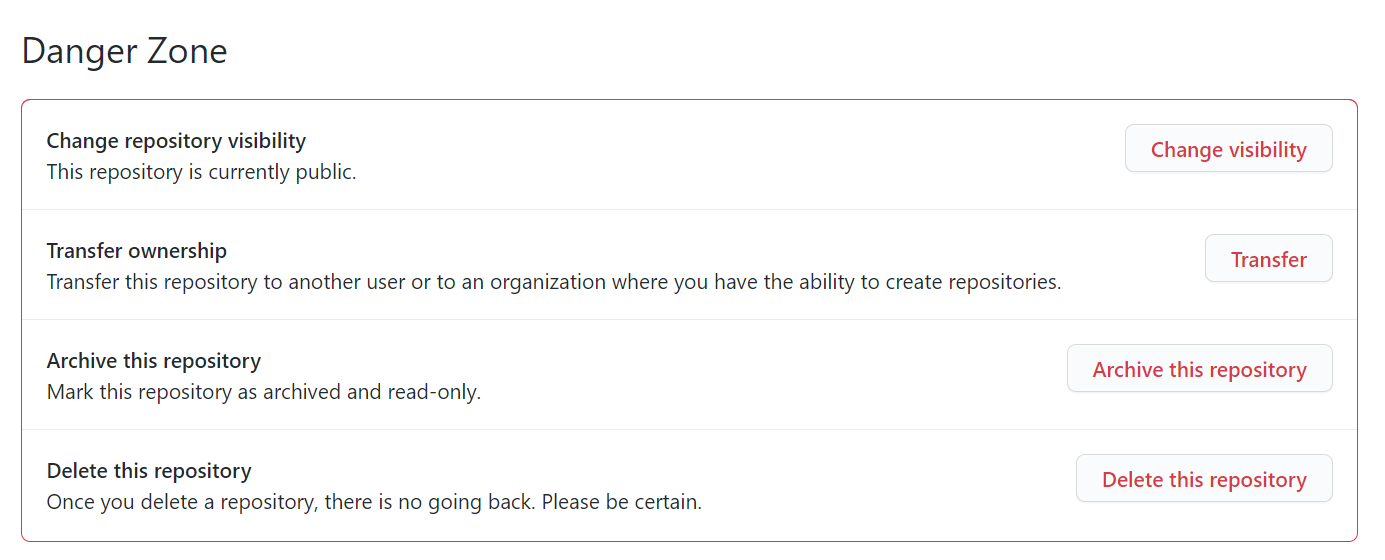 Danger Zone
Change repository visibility
This repository is currently public.
Change visibility
Transfer ownership
Transfer this repository to another user or to an organization where you have the ability to create repositories.
Transfer
Archive this repository
Mark this repository as archived and read-only.
Archive this repository
Delete this repository
Once you delete a repository, there is no going back. Please be certain.
Delete this repository